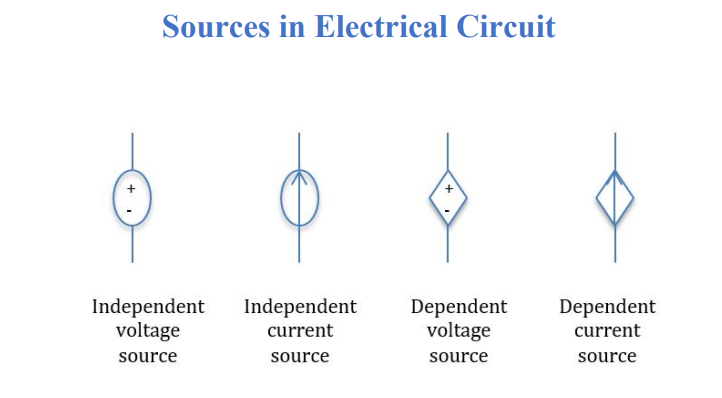 Sources in Electrical Circuit
+
-
+
-
Independent
voltage
source
Independent
current
source
Dependent
voltage
source
Dependent
current
source